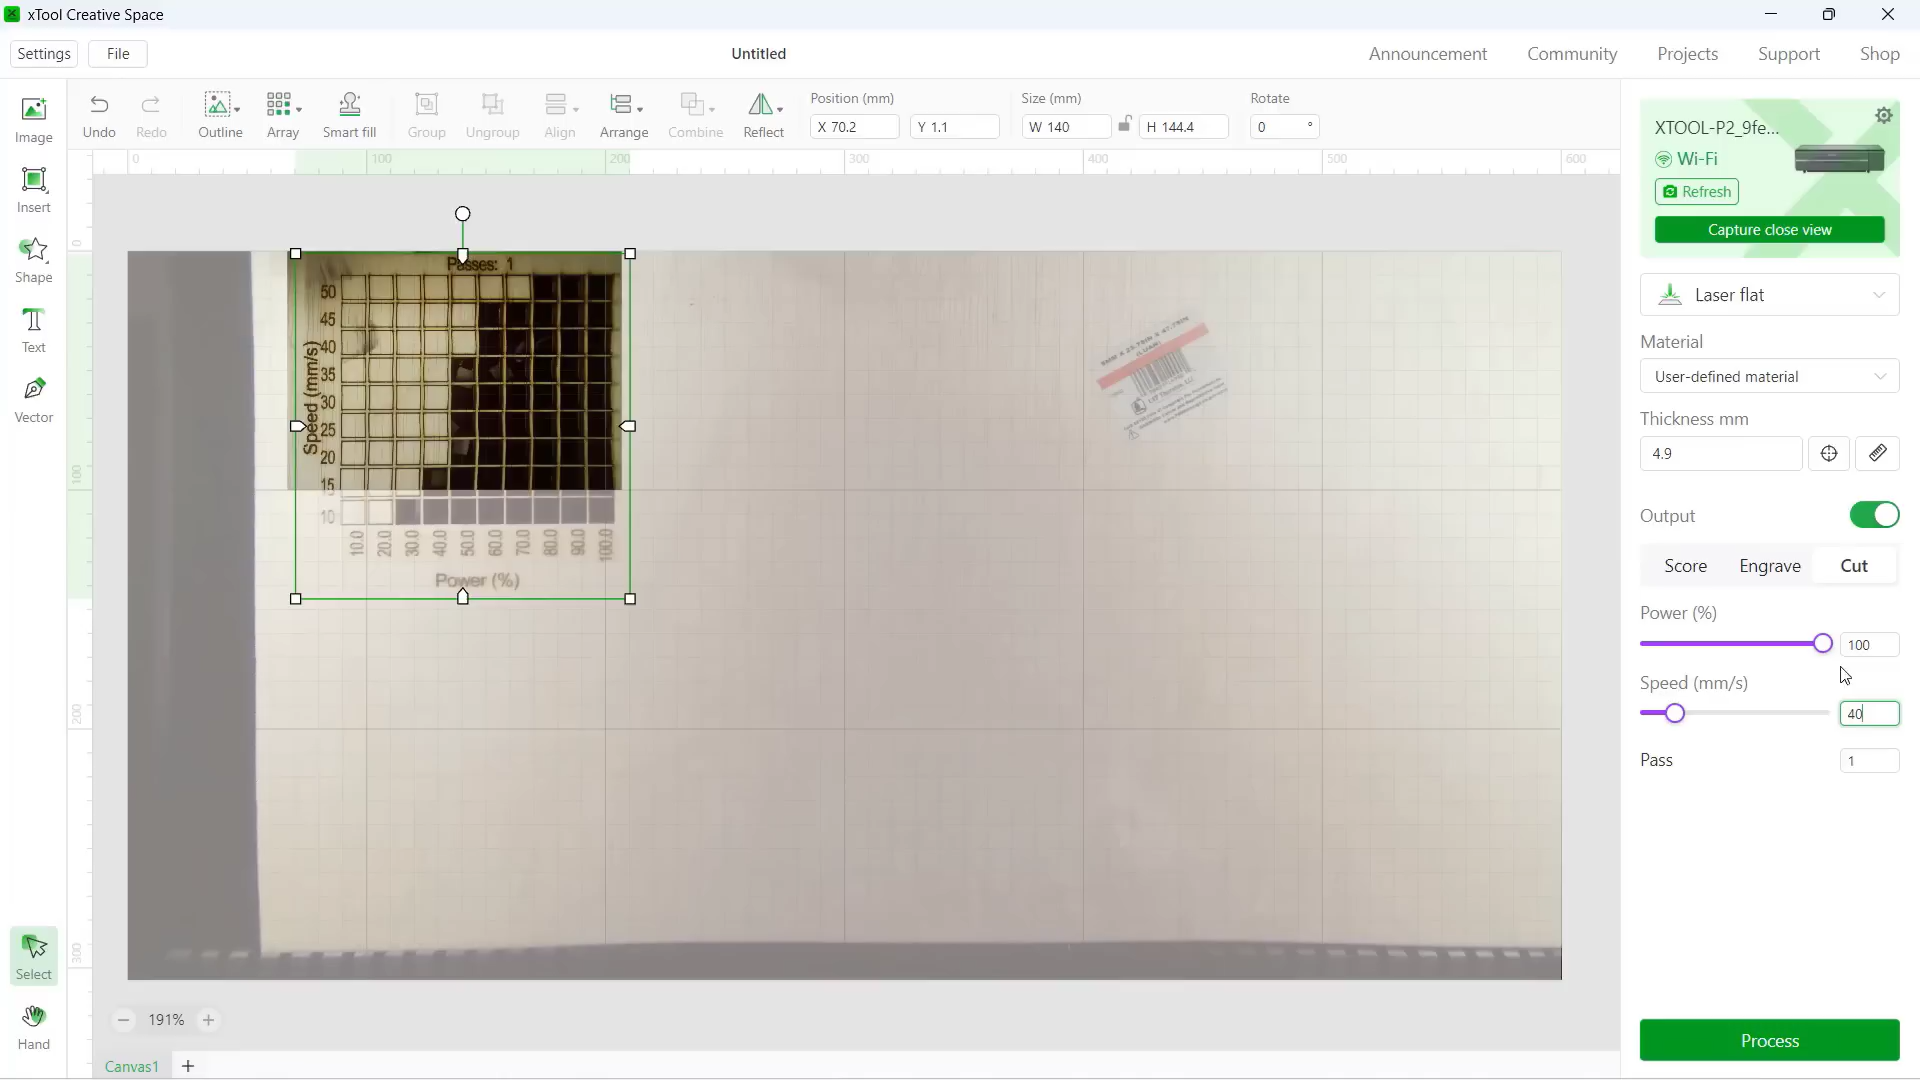 xTool Creative Space
Settings
File
Untitled
Announcement
Community
Projects
Support
Shop
Image
Insert
Shape
Text
Vector
Select
Hand
Undo
Redo
Outline
Array
Smart fill
Group
Ungroup
Align
Arrange
Combine
Reflect
Position (mm)
X 70.2
Y 1.1
Size (mm)
W 140
H 144.4
Rotate
0 °
0 100 200 300 400 500 600
0
100
200
300
Passes: 1
Speed (mm/s)
50
45
40
35
30
25
20
15
10
10.0 20.0 30.0 40.0 50.0 60.0 70.0 80.0 90.0 100.0
Power (%)
191%
Canvas1
XTOOL-P2_9fe...
Wi-Fi
Refresh
Capture close view
Laser flat
Material
User-defined material
Thickness mm
4.9
Output
Score
Engrave
Cut
Power (%)
100
Speed (mm/s)
40
Pass
1
Process